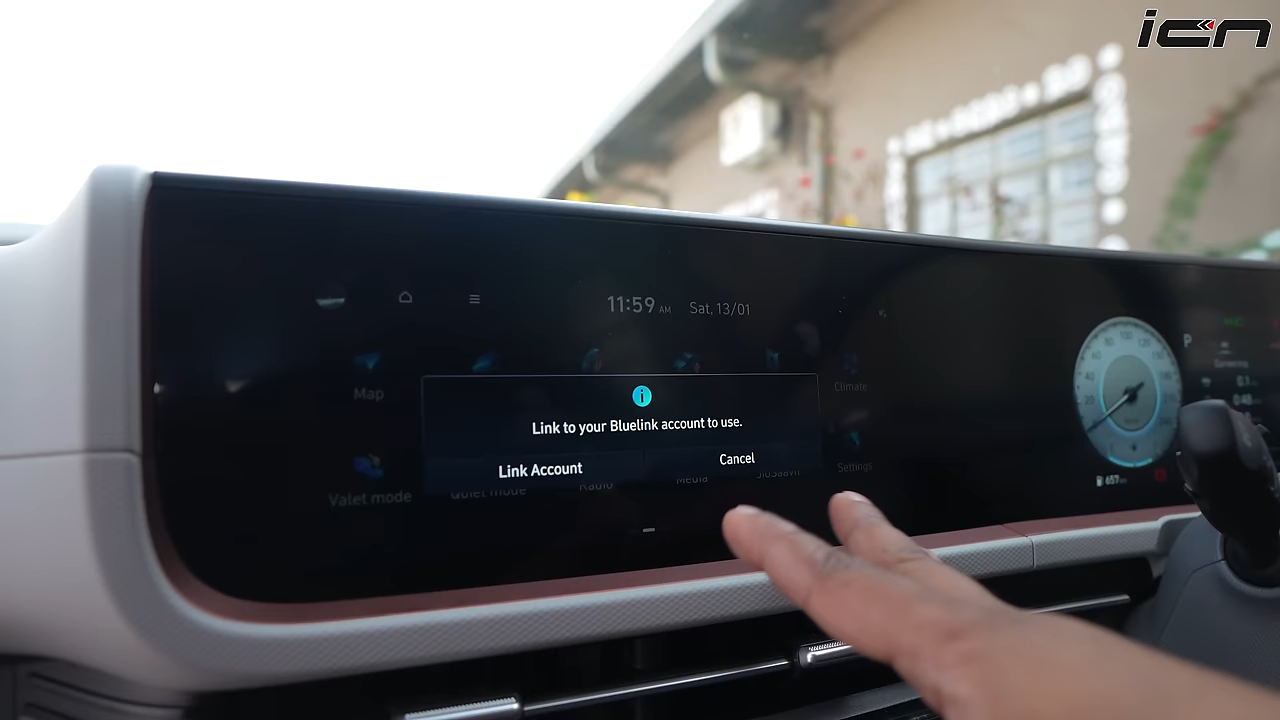 icn
11:59 AM Sat, 13/01
Map
Climate
Link to your Bluelink account to use.
Link Account Cancel
Valet mode Quiet mode Radio Media JioSaavn Settings
P
657